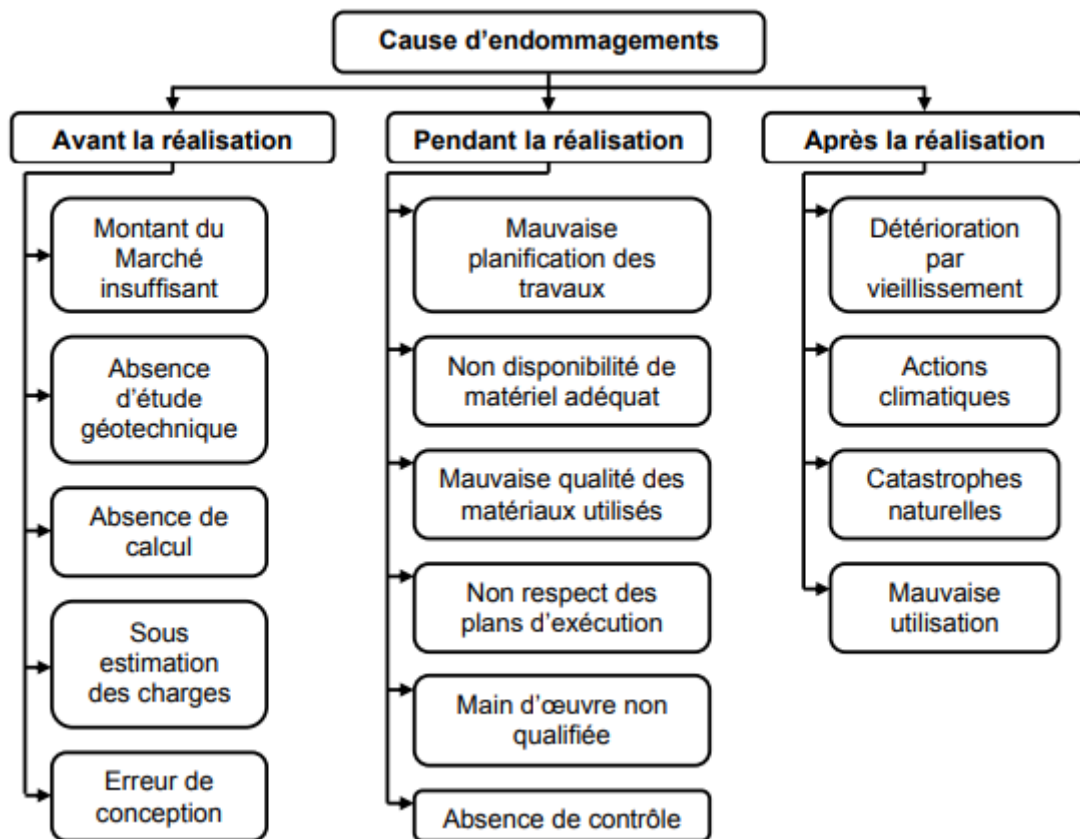 Cause d’endommagements
Avant la réalisation
Montant du
Marché
insuffisant
Absence
d’étude
géotechnique
Absence de
calcul
Sous
estimation
des charges
Erreur de
conception
Pendant la réalisation
Mauvaise
planification des
travaux
Non disponibilité de
matériel adéquat
Mauvaise qualité des
matériaux utilisés
Non respect des
plans d’exécution
Main d’œuvre non
qualifiée
Absence de contrôle
Après la réalisation
Détérioration
par
vieillissement
Actions
climatiques
Catastrophes
naturelles
Mauvaise
utilisation